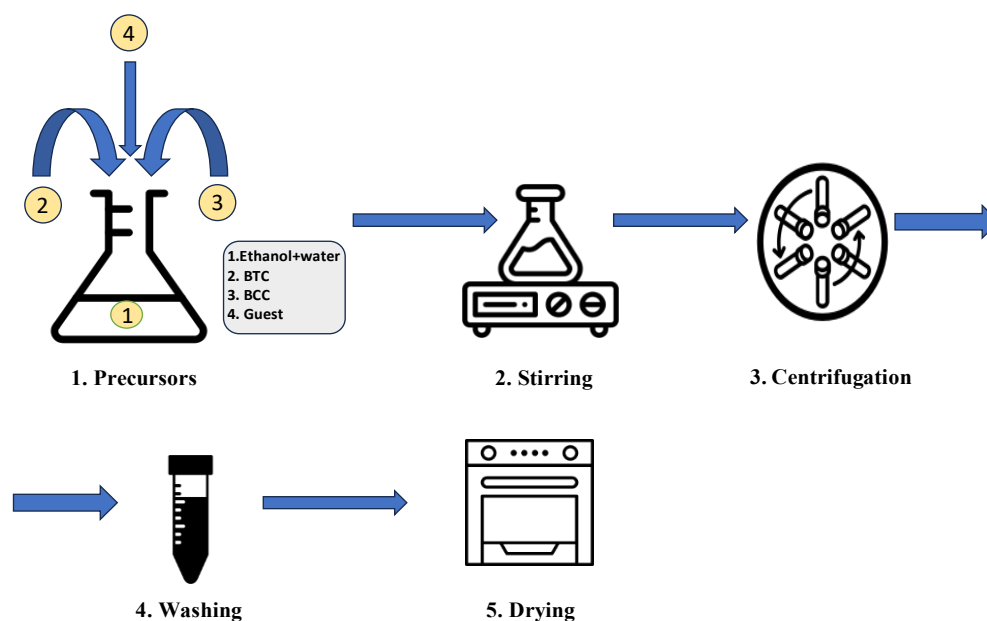 4
2
3
1
1.Ethanol+water
2. BTC
3. BCC
4. Guest
1. Precursors
2. Stirring
3. Centrifugation
4. Washing
5. Drying